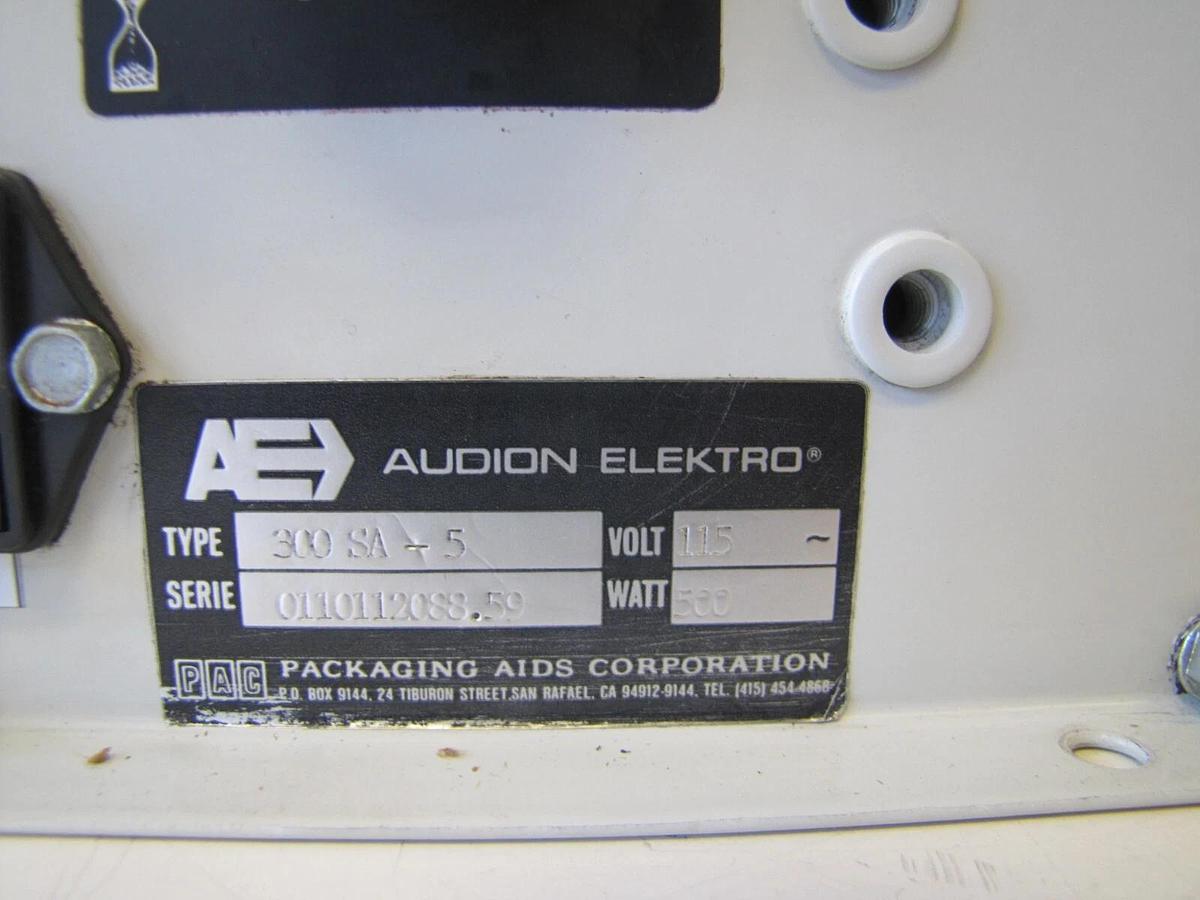 AE AUDION ELEKTRO®
TYPE 300 SA - 5 VOLT 115 ~
SERIE 0110112088.59 WATT 500
PAC PACKAGING AIDS CORPORATION
P.O. BOX 9144, 24 TIBURON STREET, SAN RAFAEL, CA 94912-9144, TEL. (415) 454-4868